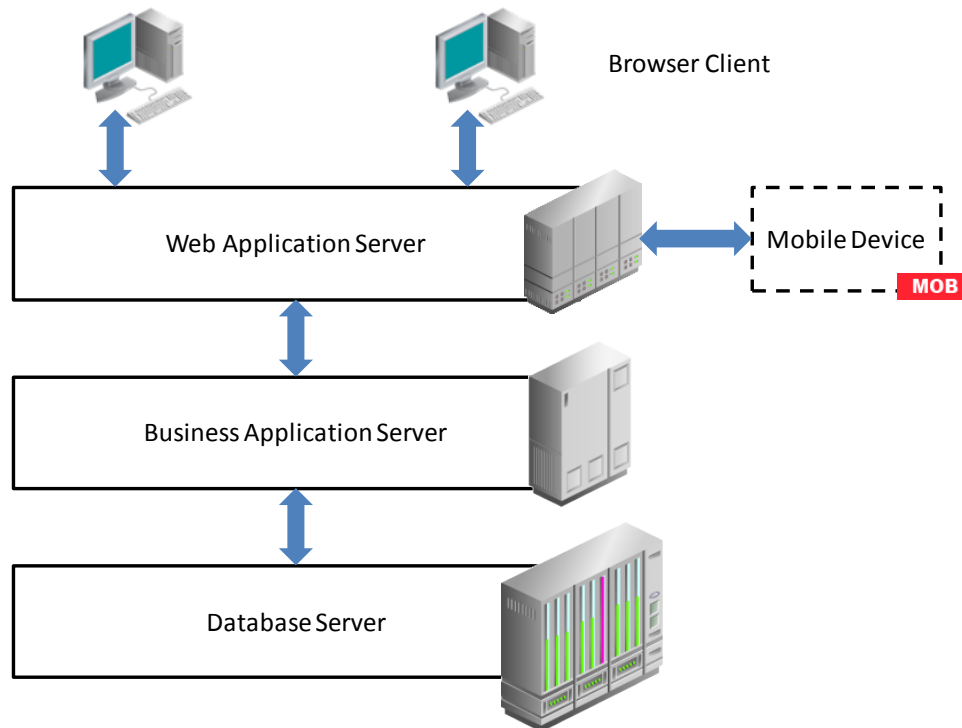 Browser Client
Web Application Server
Mobile Device
MOB
Business Application Server
Database Server